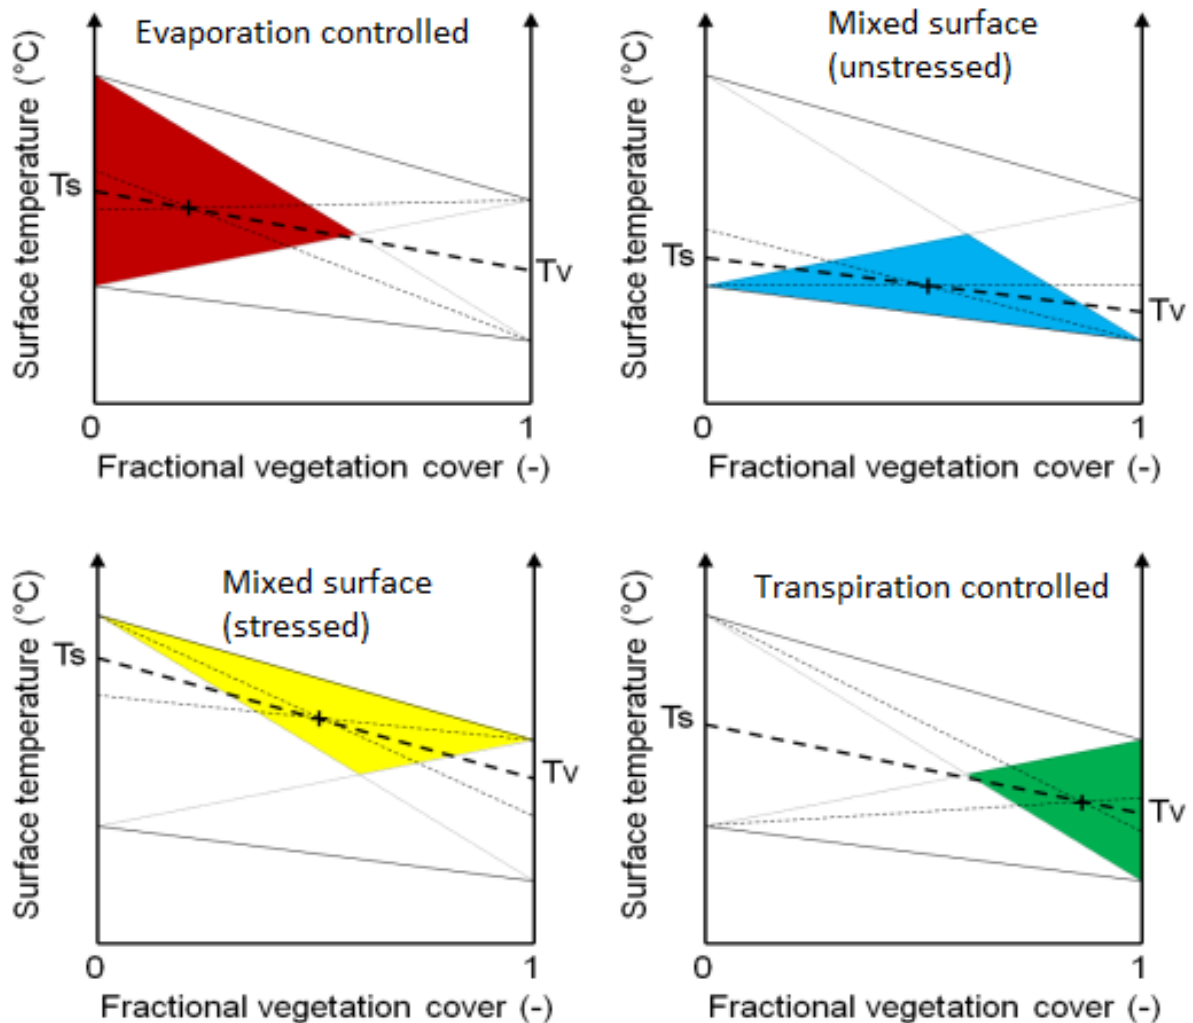 Evaporation controlled
Surface temperature (°C)
Ts
Tv
0
1
Fractional vegetation cover (-)
Mixed surface
(unstressed)
Surface temperature (°C)
Ts
Tv
0
1
Fractional vegetation cover (-)
Mixed surface
(stressed)
Surface temperature (°C)
Ts
Tv
0
1
Fractional vegetation cover (-)
Transpiration controlled
Surface temperature (°C)
Ts
Tv
0
1
Fractional vegetation cover (-)